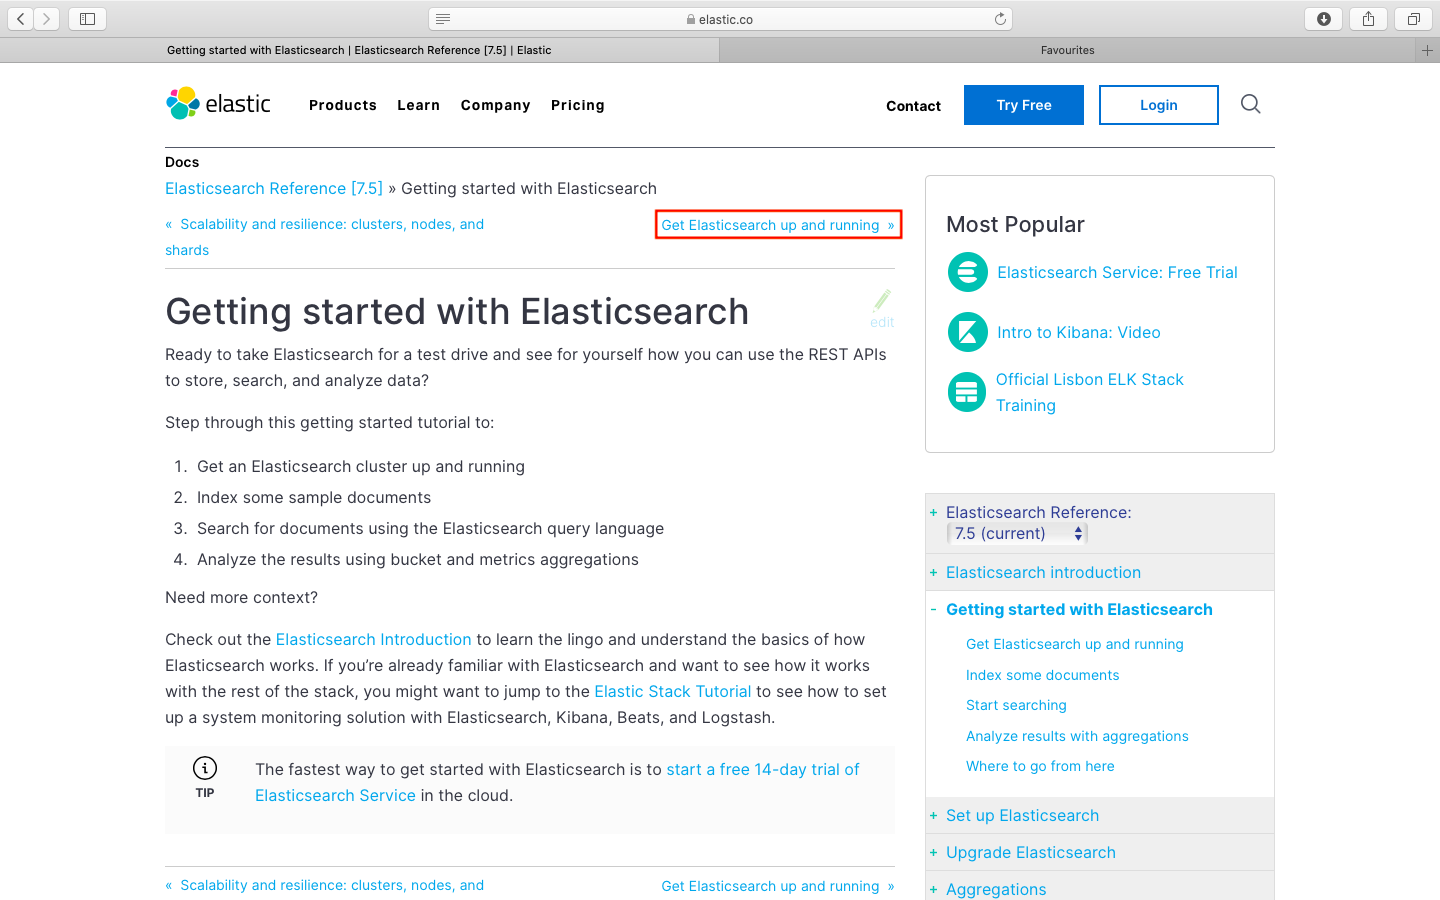 elastic.co
Getting started with Elasticsearch | Elasticsearch Reference [7.5] | Elastic
Favourites
elastic
Products Learn Company Pricing
Contact Try Free Login
Docs
Elasticsearch Reference [7.5] » Getting started with Elasticsearch
« Scalability and resilience: clusters, nodes, and
shards
Get Elasticsearch up and running »
Getting started with Elasticsearch
edit
Ready to take Elasticsearch for a test drive and see for yourself how you can use the REST APIs
to store, search, and analyze data?
Step through this getting started tutorial to:
1. Get an Elasticsearch cluster up and running
2. Index some sample documents
3. Search for documents using the Elasticsearch query language
4. Analyze the results using bucket and metrics aggregations
Need more context?
Check out the Elasticsearch Introduction to learn the lingo and understand the basics of how
Elasticsearch works. If you’re already familiar with Elasticsearch and want to see how it works
with the rest of the stack, you might want to jump to the Elastic Stack Tutorial to see how to set
up a system monitoring solution with Elasticsearch, Kibana, Beats, and Logstash.
TIP
The fastest way to get started with Elasticsearch is to start a free 14-day trial of
Elasticsearch Service in the cloud.
« Scalability and resilience: clusters, nodes, and
Get Elasticsearch up and running »
Most Popular
Elasticsearch Service: Free Trial
Intro to Kibana: Video
Official Lisbon ELK Stack
Training
+ Elasticsearch Reference:
7.5 (current)
+ Elasticsearch introduction
- Getting started with Elasticsearch
Get Elasticsearch up and running
Index some documents
Start searching
Analyze results with aggregations
Where to go from here
+ Set up Elasticsearch
+ Upgrade Elasticsearch
+ Aggregations